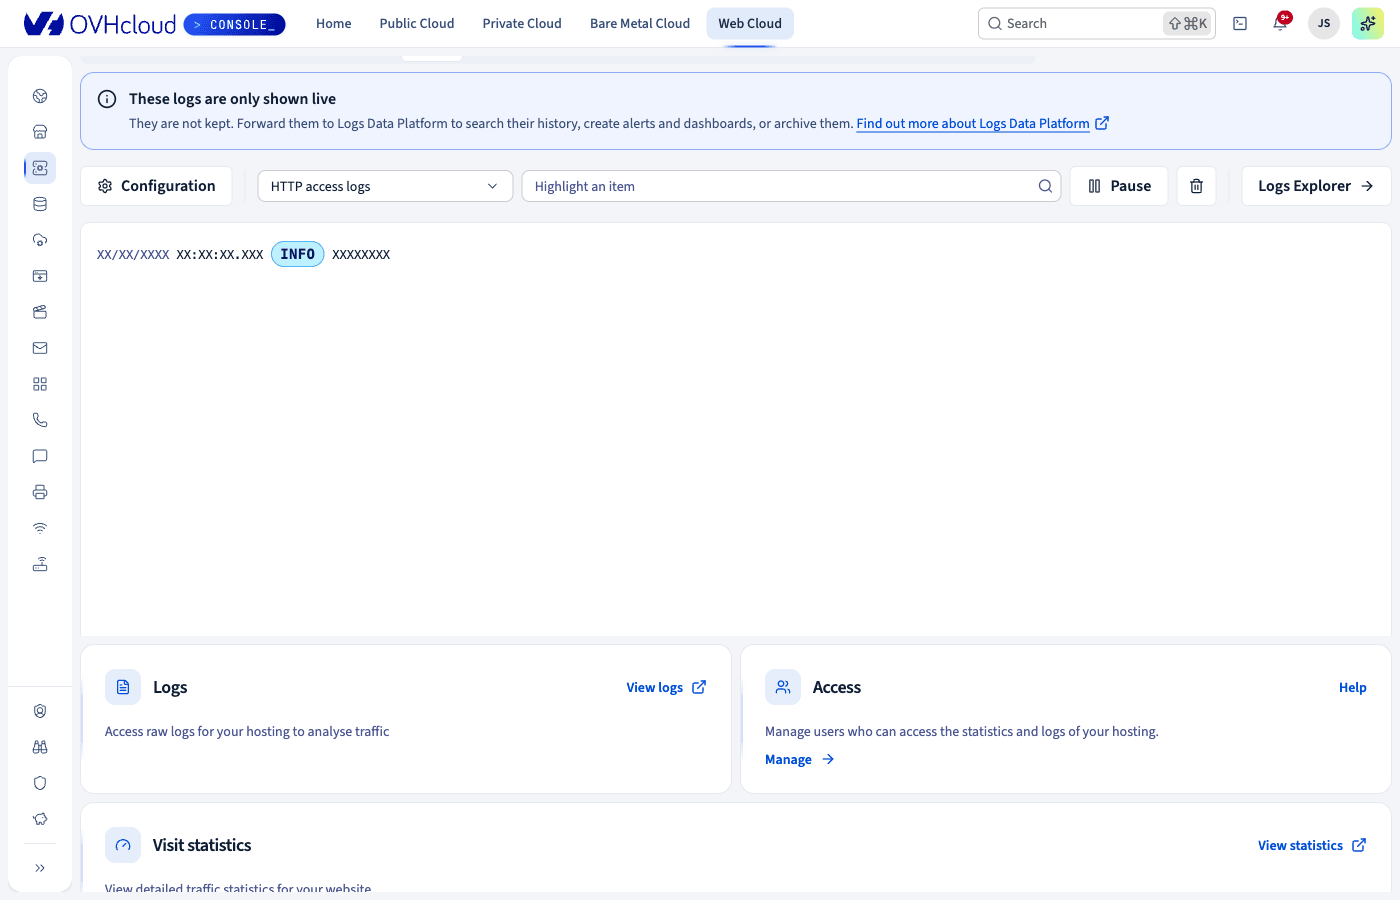 OVHcloud > CONSOLE_ Home Public Cloud Private Cloud Bare Metal Cloud Web Cloud Search ⇧⌘K 9+ JS
These logs are only shown live
They are not kept. Forward them to Logs Data Platform to search their history, create alerts and dashboards, or archive them. Find out more about Logs Data Platform
Configuration HTTP access logs Highlight an item Pause Logs Explorer
XX/XX/XXXX XX:XX:XX.XXX INFO XXXXXXXX
Logs View logs
Access raw logs for your hosting to analyse traffic
Access Help
Manage users who can access the statistics and logs of your hosting.
Manage
Visit statistics View statistics
View detailed traffic statistics for your website